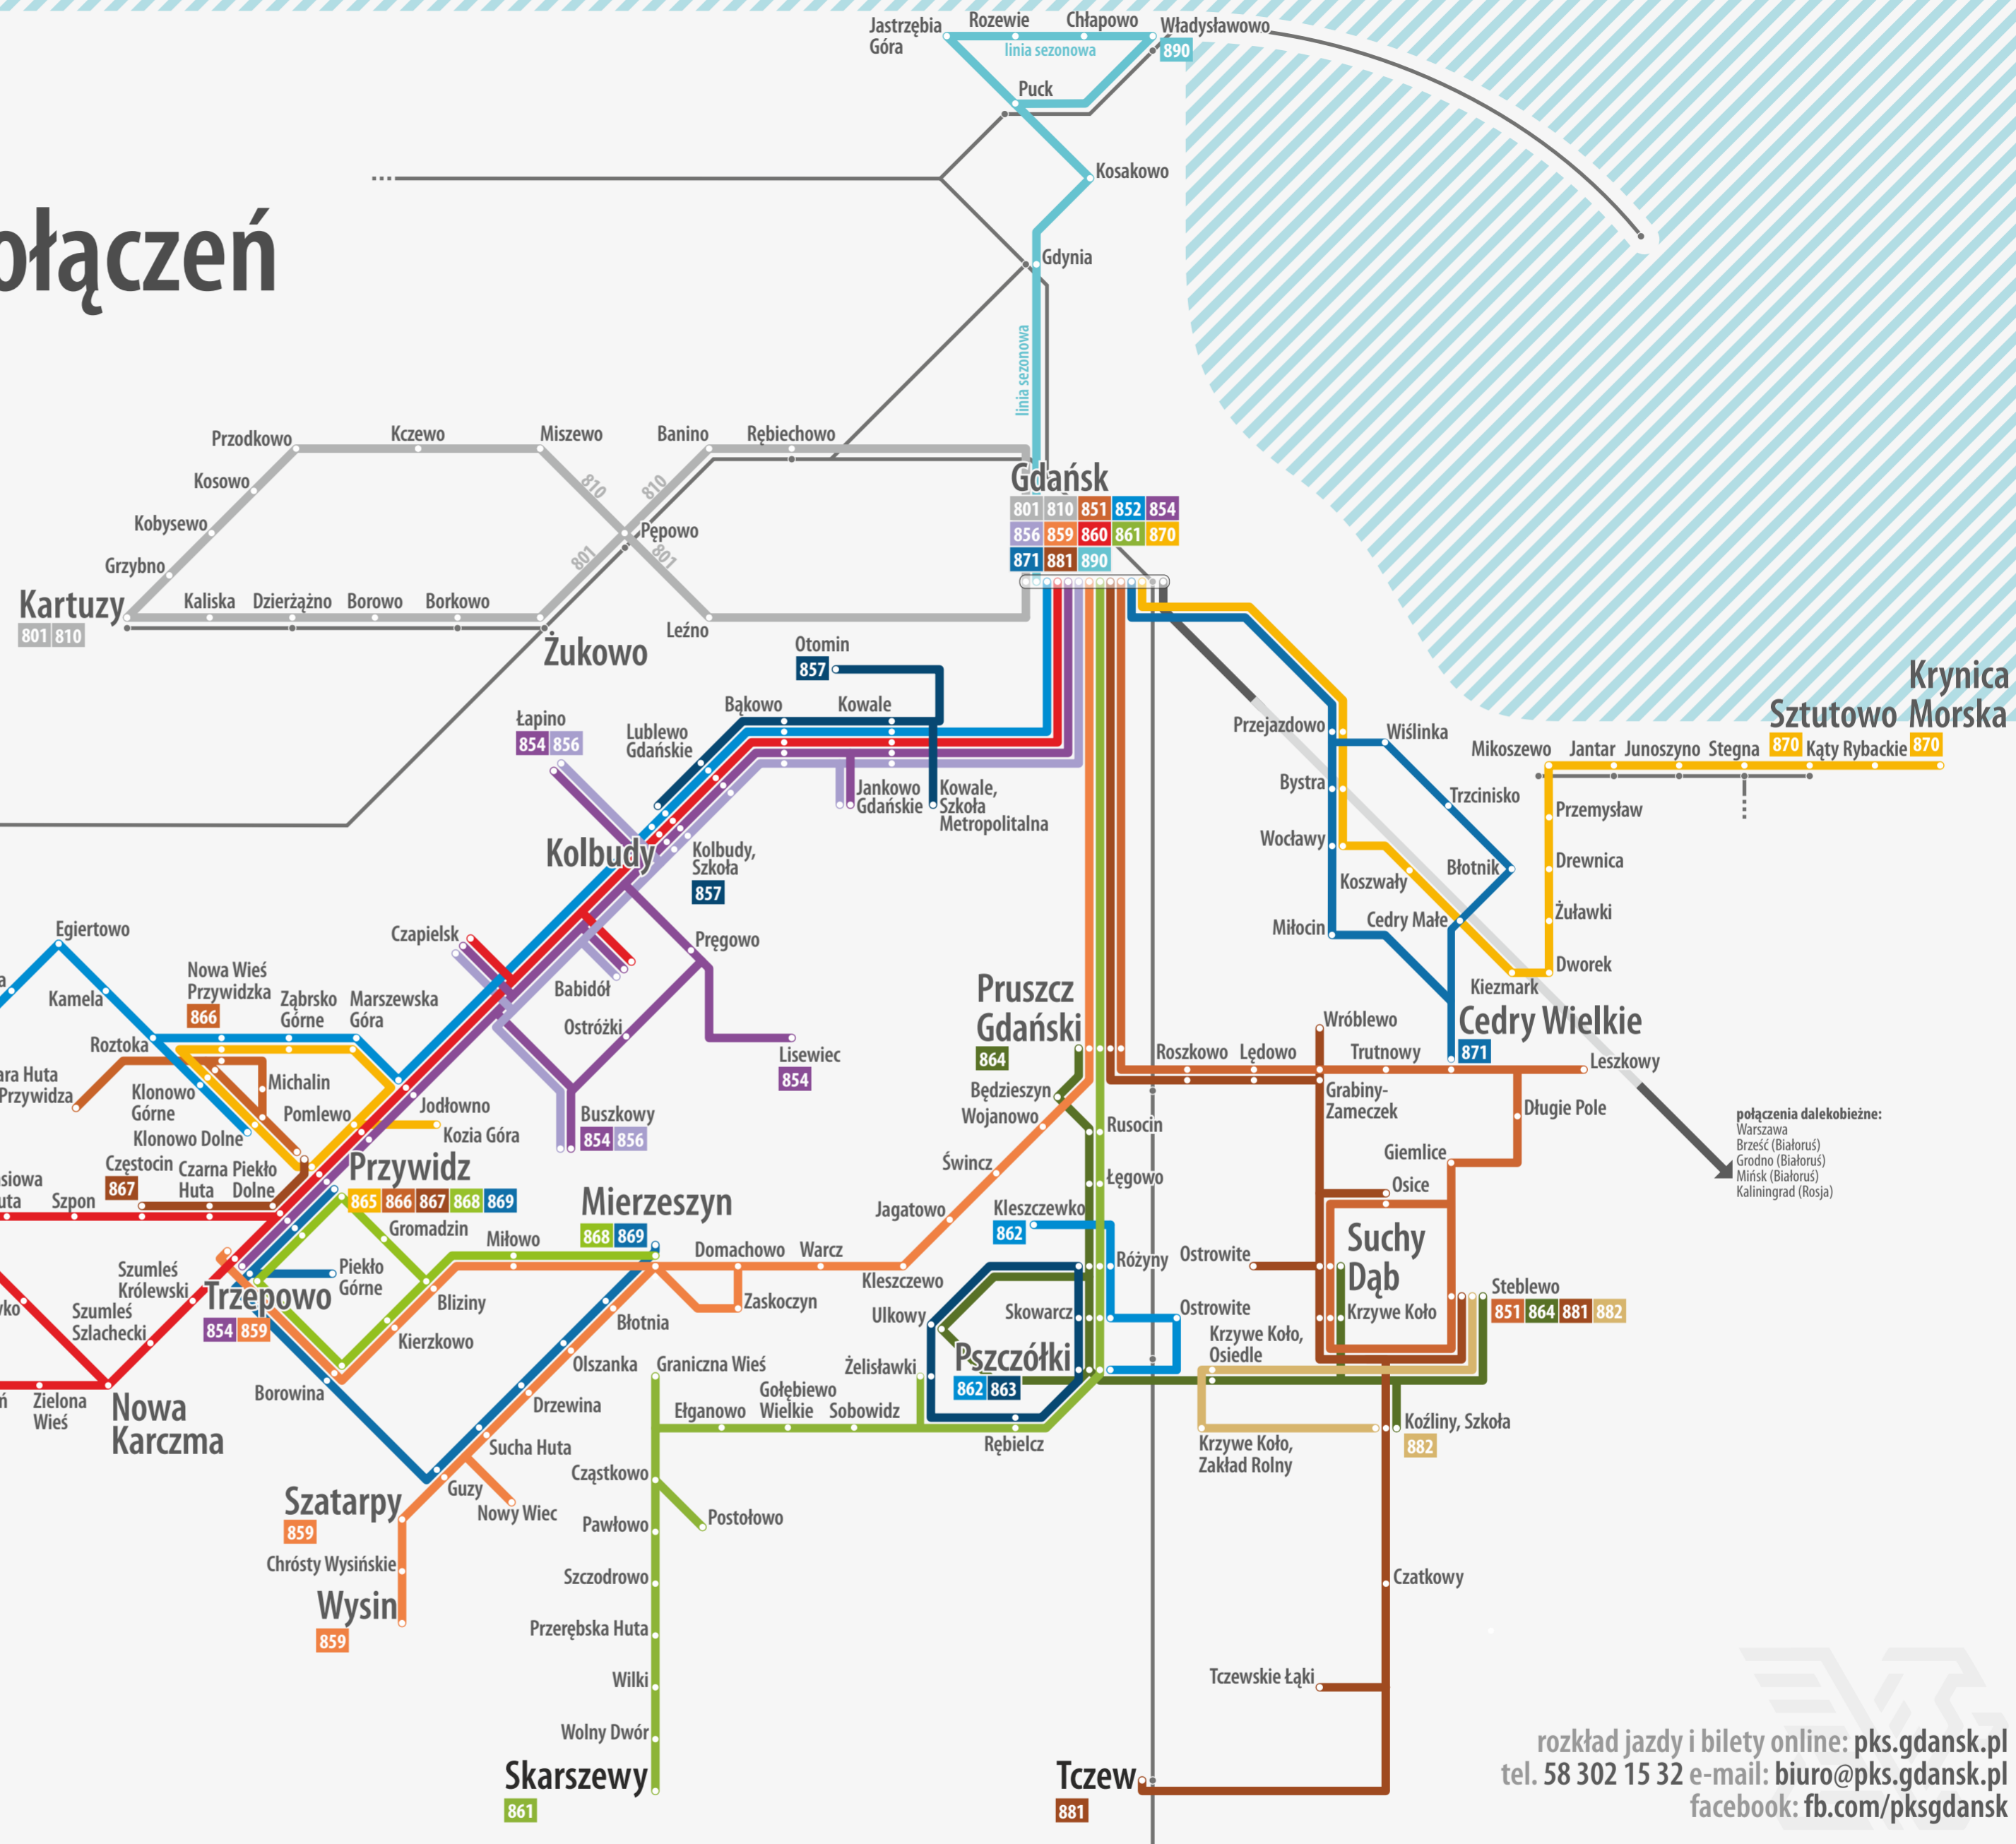 Jastrzębia
Góra
Rozewie
Chłapowo
Władysławowo
890
linia sezonowa
Puck
Kosakowo
ołączeń
Gdynia
linia sezonowa
Przodkowo
Kczewo
Miszewo
Banino
Rębiechowo
Kosowo
810
810
Kobysewo
Pępowo
Grzybno
801
801
Kartuzy
801 810
Kaliska
Dzierżążno
Borowo
Borkowo
Żukowo
Leźno
Gdańsk
801 810 851 852 854
856 859 860 861 870
871 881 890
Otomin
857
Łapino
854 856
Lublewo
Gdańskie
Bąkowo
Kowale
Jankowo
Gdańskie
Kowale,
Szkoła
Metropolitalna
Kolbudy
Kolbudy,
Szkoła
857
Przejazdowo
Wiślinka
Bystra
Trzcinisko
Wocławy
Koszwały
Błotnik
Miłocin
Cedry Małe
Kiezmark
Cedry Wielkie
871
Mikoszewo
Jantar
Junoszyno
Stegna
Sztutowo
870
Kąty Rybackie
Krynica
Morska
870
Przemysław
Drewnica
Żuławki
Dworek
Egiertowo
a
Kamela
Nowa Wieś
Przywidzka
866
Ząbrsko
Górne
Marszewska
Góra
Czapielsk
Babidół
Pręgowo
Ostróżki
Lisewiec
854
Buszkowy
854 856
Roztoka
ara Huta
Przywidza
Klonowo
Górne
Klonowo Dolne
Michalin
Pomlewo
Jodłowno
Kozia Góra
Częstocin
867
Czarna
Huta
Piekło
Dolne
Przywidz
865 866 867 868 869
siowa
uta
Szpon
Gromadzin
Miłowo
Mierzeszyn
868 869
Domachowo
Warcz
Kleszczewo
Zaskoczyn
Piekło
Górne
Szumleś
Królewski
Trzepowo
854 859
Szumleś
Szlachecki
wko
Bliziny
Kierzkowo
Borowina
ń
Zielona
Wieś
Nowa
Karczma
Błotnia
Olszanka
Drzewina
Sucha Huta
Guzy
Nowy Wiec
Szatarpy
859
Chrósty Wysińskie
Wysin
859
Pruszcz
Gdański
864
Będzieszyn
Wojanowo
Świncz
Jagatowo
Rusocin
Łęgowo
Kleszczewko
862
Różyny
Ulkowy
Skowarcz
Ostrowite
Żelisławki
Pszczółki
862 863
Rębielcz
Graniczna Wieś
Ełganowo
Gołębiewo
Wielkie
Sobowidz
Cząstkowo
Postołowo
Pawłowo
Szczodrowo
Przerębska Huta
Wilki
Wolny Dwór
Skarszewy
861
Roszkowo
Lędowo
Wróblewo
Trutnowy
Leszkowy
Grabiny-
Zameczek
Długie Pole
Giemlice
Osice
Ostrowite
Suchy
Dąb
Krzywe Koło
Steblewo
851 864 881 882
Krzywe Koło,
Osiedle
Krzywe Koło,
Zakład Rolny
Koźliny, Szkoła
882
Czatkowy
Tczewskie Łąki
Tczew
881
połączenia dalekobieżne:
Warszawa
Brześć (Białoruś)
Grodno (Białoruś)
Mińsk (Białoruś)
Kaliningrad (Rosja)
rozkład jazdy i bilety online: pks.gdansk.pl
tel. 58 302 15 32 e-mail: biuro@pks.gdansk.pl
facebook: fb.com/pksgdansk